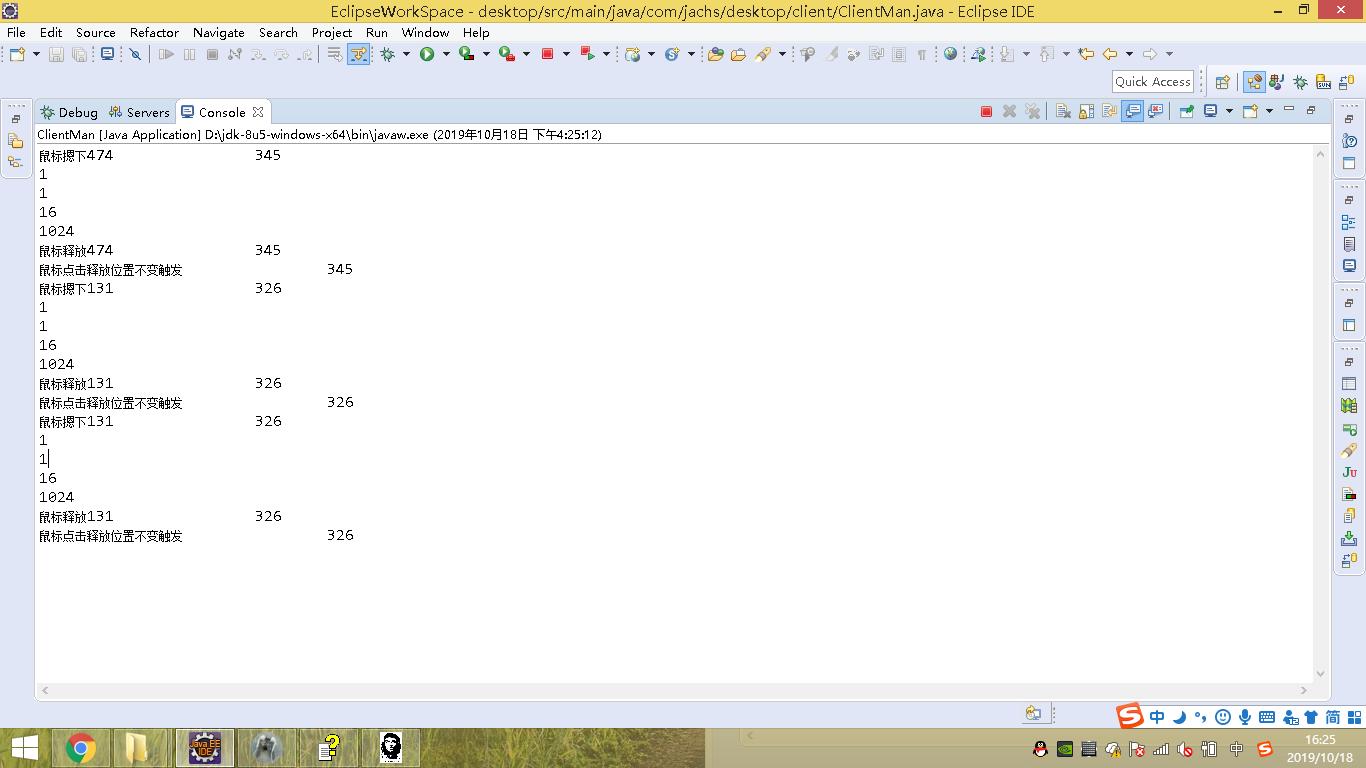 EclipseWorkSpace - desktop/src/main/java/com/jachs/desktop/client/ClientMan.java - Eclipse IDE
File Edit Source Refactor Navigate Search Project Run Window Help
Quick Access
Debug Servers Console
ClientMan [Java Application] D:\jdk-8u5-windows-x64\bin\javaw.exe (2019年10月18日 下午4:25:12)
鼠标摁下474 345
1
1
16
1024
鼠标释放474 345
鼠标点击释放位置不变触发 345
鼠标摁下131 326
1
1
16
1024
鼠标释放131 326
鼠标点击释放位置不变触发 326
鼠标摁下131 326
1
1
16
1024
鼠标释放131 326
鼠标点击释放位置不变触发 326
Ju
S 中 简
Java EE
IDE
中 S
16:25
2019/10/18